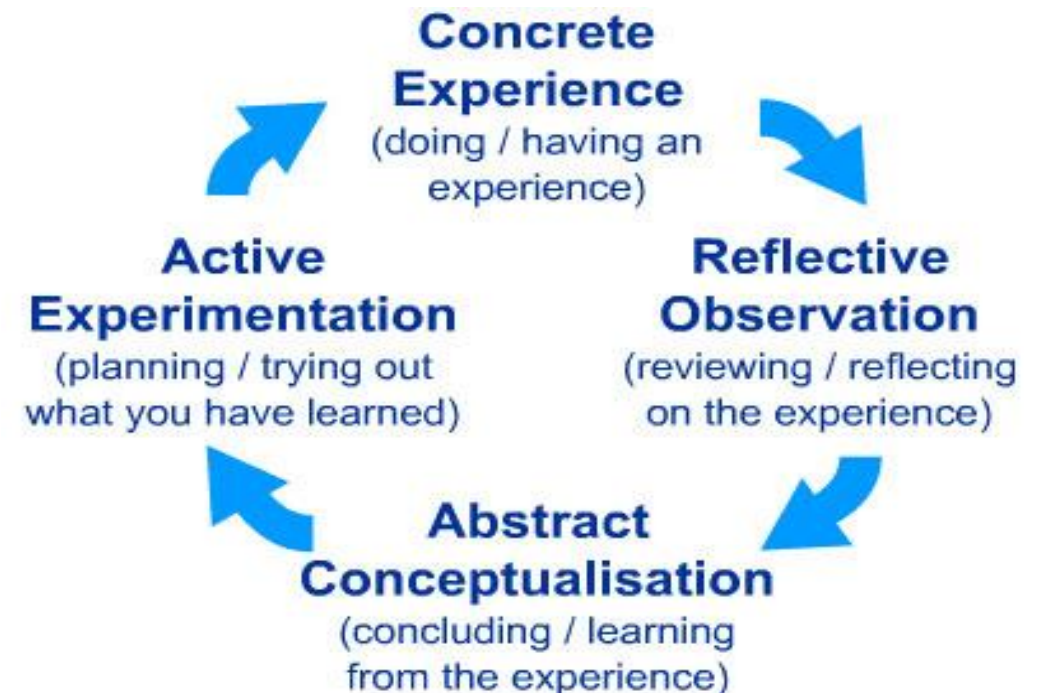 Concrete
Experience
(doing / having an
experience)
Reflective
Observation
(reviewing / reflecting
on the experience)
Abstract
Conceptualisation
(concluding / learning
from the experience)
Active
Experimentation
(planning / trying out
what you have learned)